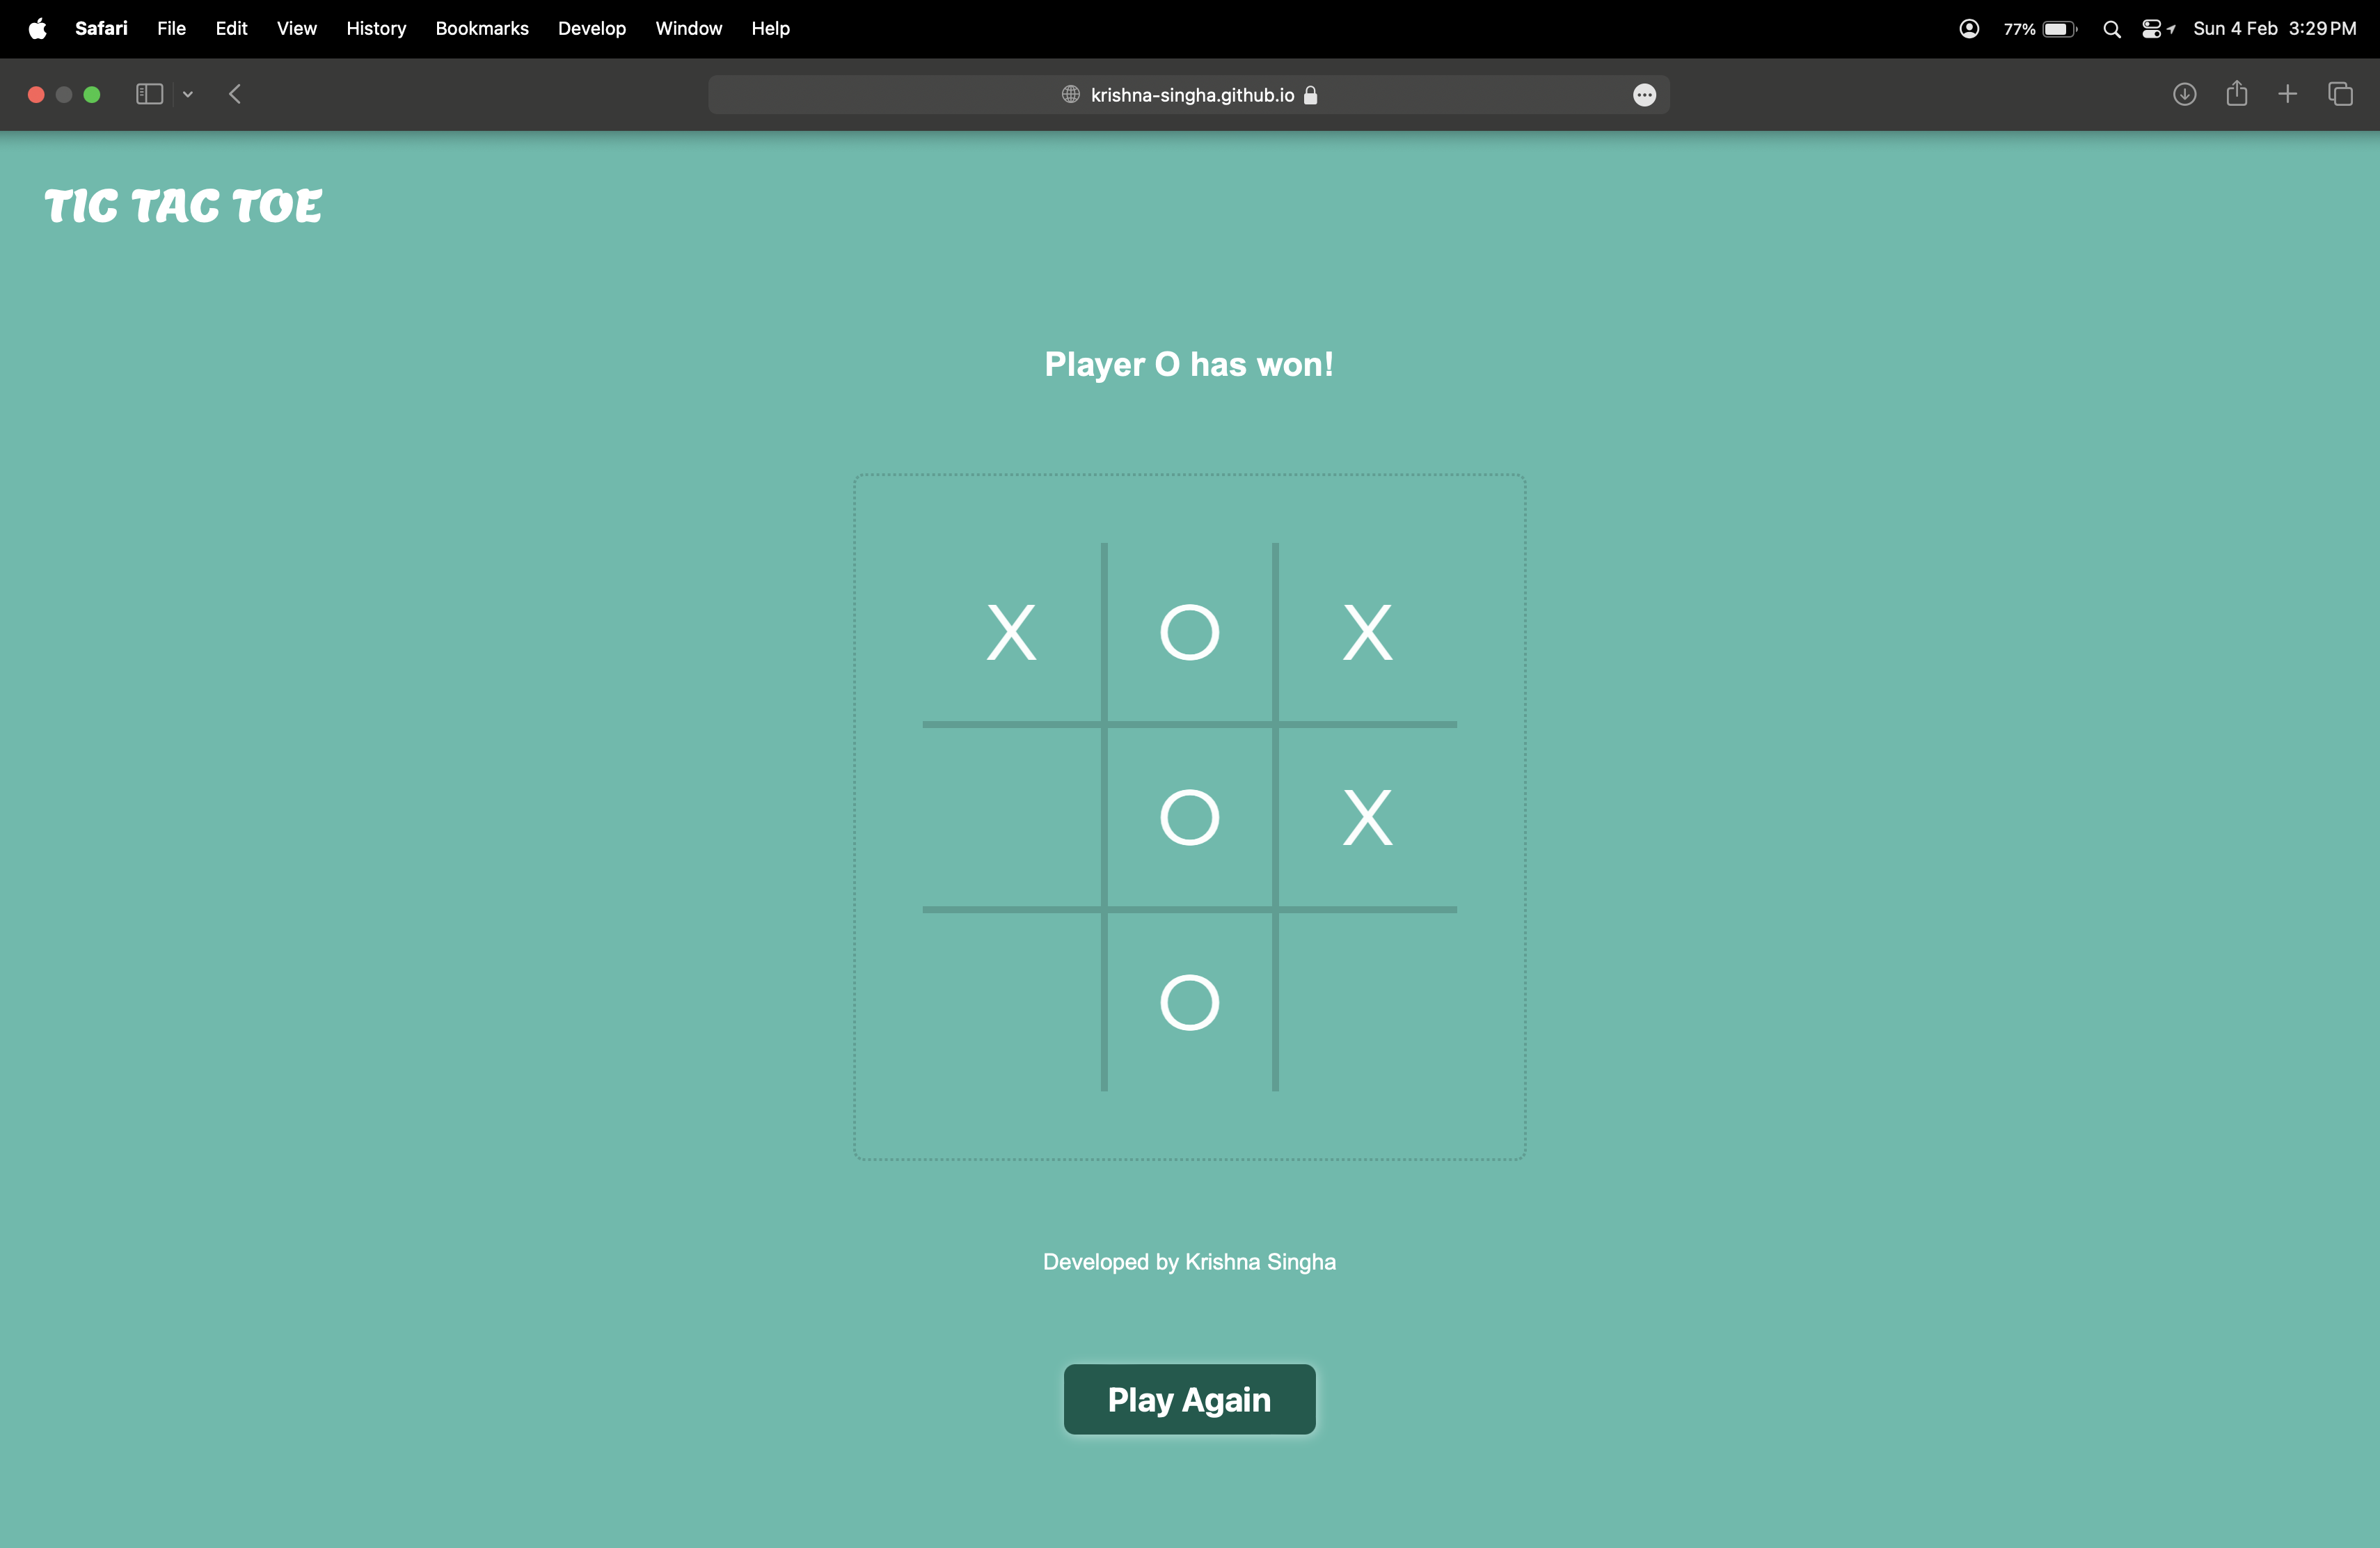 Safari File Edit View History Bookmarks Develop Window Help 77% Sun 4 Feb 3:29 PM
krishna-singha.github.io
TIC TAC TOE
Player O has won!
X O X
O X
O
Developed by Krishna Singha
Play Again